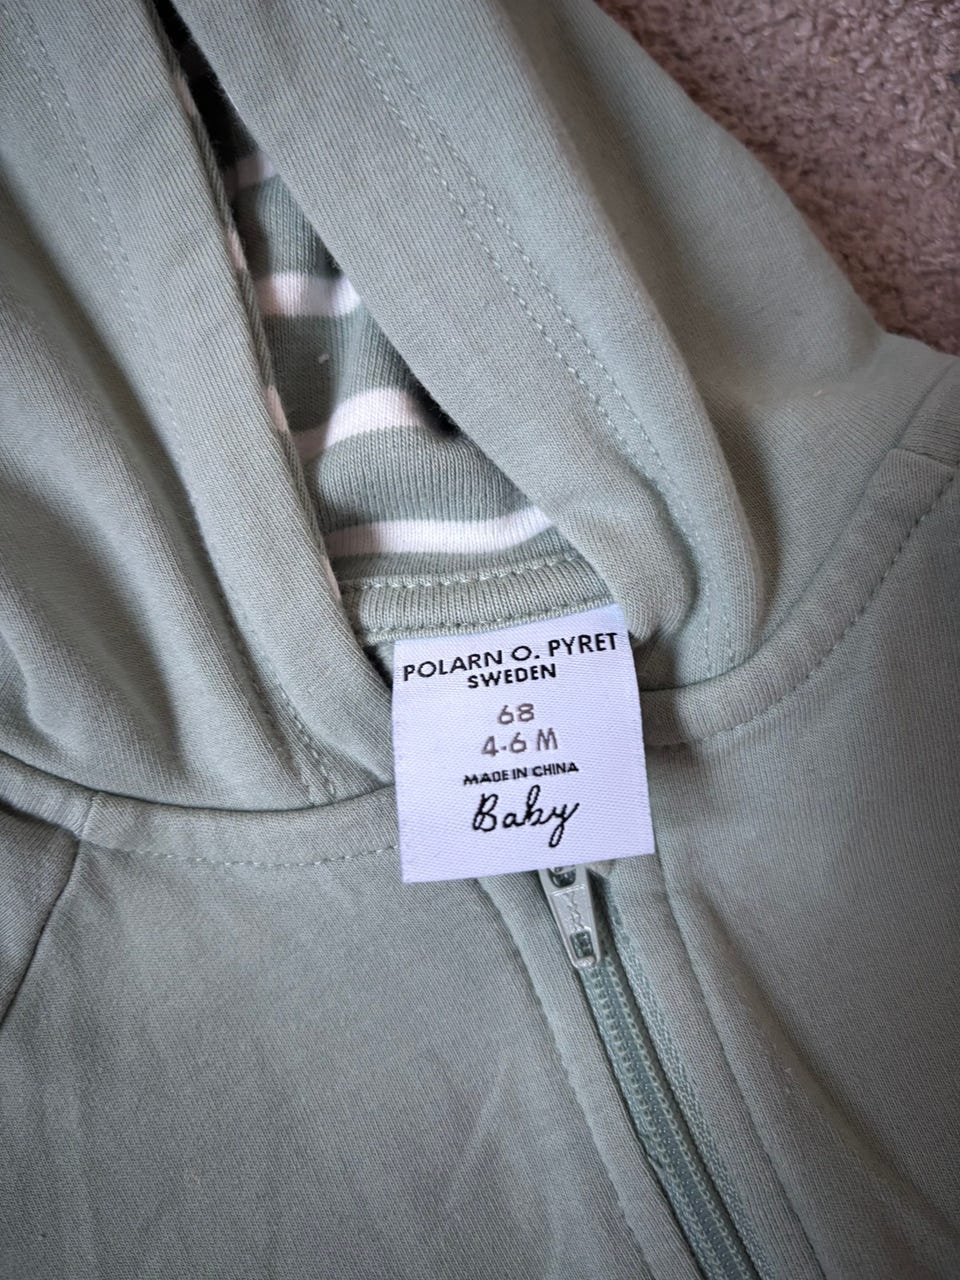 POLARN O. PYRET
SWEDEN
68
4-6 M
MADE IN CHINA
Baby